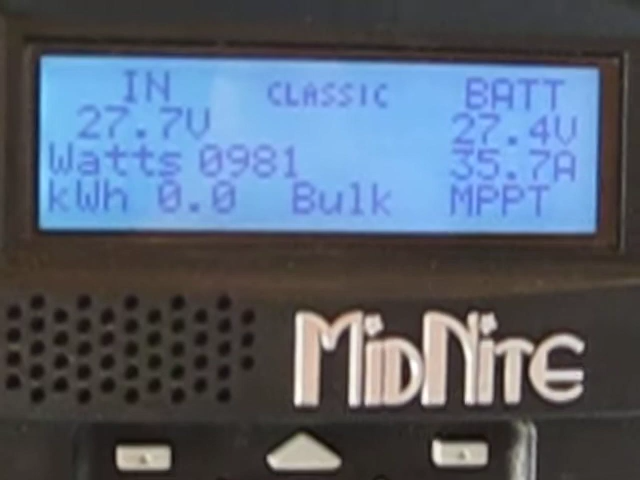 IN CLASSIC BATT
27.7V 27.4V
Watts 0981 35.7A
kWh 0.0 Bulk MPPT
MIDNITE